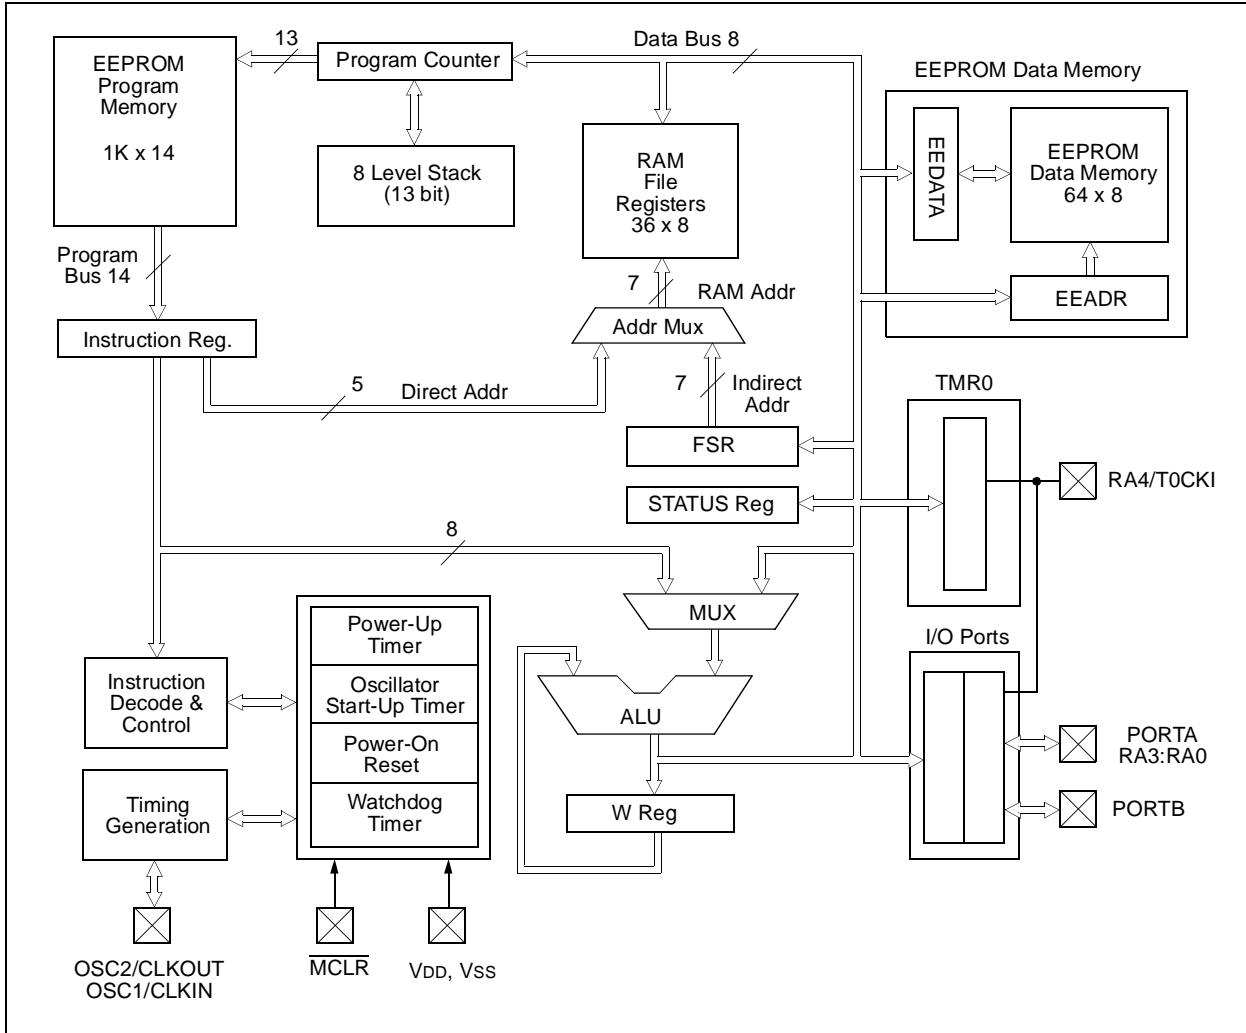 13
Data Bus 8
EEPROM
Program
Memory
1K x 14
Program Counter
EEPROM Data Memory
8 Level Stack
(13 bit)
RAM
File
Registers
36 x 8
EEDATA
EEPROM
Data Memory
64 x 8
EEADR
Program
Bus 14
7
RAM Addr
Addr Mux
Instruction Reg.
5
Direct Addr
7
Indirect
Addr
FSR
STATUS Reg
TMR0
RA4/T0CKI
8
MUX
Power-Up
Timer
Oscillator
Start-Up Timer
Power-On
Reset
Watchdog
Timer
Instruction
Decode &
Control
Timing
Generation
ALU
W Reg
I/O Ports
PORTA
RA3:RA0
PORTB
OSC2/CLKOUT
OSC1/CLKIN
MCLR
VDD, VSS